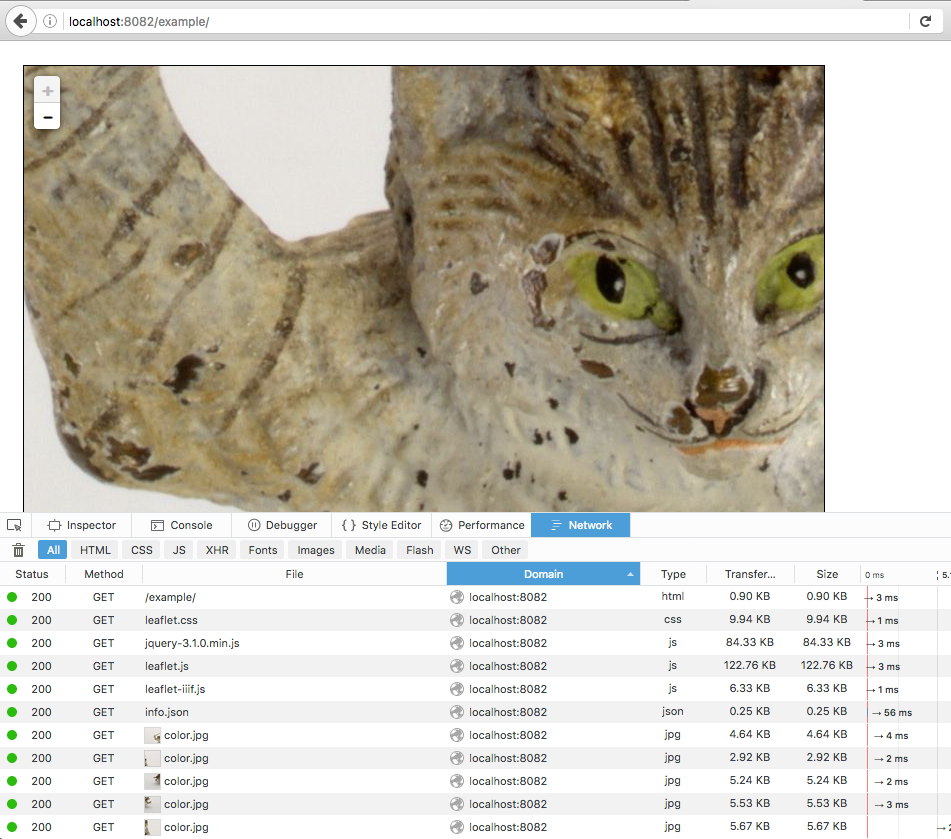 localhost:8082/example/
+
−
Inspector Console Debugger { } Style Editor Performance Network
All HTML CSS JS XHR Fonts Images Media Flash WS Other
Status Method File Domain Type Transfer... Size 0 ms 5.
200 GET /example/ localhost:8082 html 0.90 KB 0.90 KB → 3 ms
200 GET leaflet.css localhost:8082 css 9.94 KB 9.94 KB → 1 ms
200 GET jquery-3.1.0.min.js localhost:8082 js 84.33 KB 84.33 KB → 3 ms
200 GET leaflet.js localhost:8082 js 122.76 KB 122.76 KB → 3 ms
200 GET leaflet-iiif.js localhost:8082 js 6.33 KB 6.33 KB → 1 ms
200 GET info.json localhost:8082 json 0.25 KB 0.25 KB → 56 ms
200 GET color.jpg localhost:8082 jpg 4.64 KB 4.64 KB → 4 ms
200 GET color.jpg localhost:8082 jpg 2.92 KB 2.92 KB → 2 ms
200 GET color.jpg localhost:8082 jpg 5.24 KB 5.24 KB → 2 ms
200 GET color.jpg localhost:8082 jpg 5.53 KB 5.53 KB → 3 ms
200 GET color.jpg localhost:8082 jpg 5.67 KB 5.67 KB →